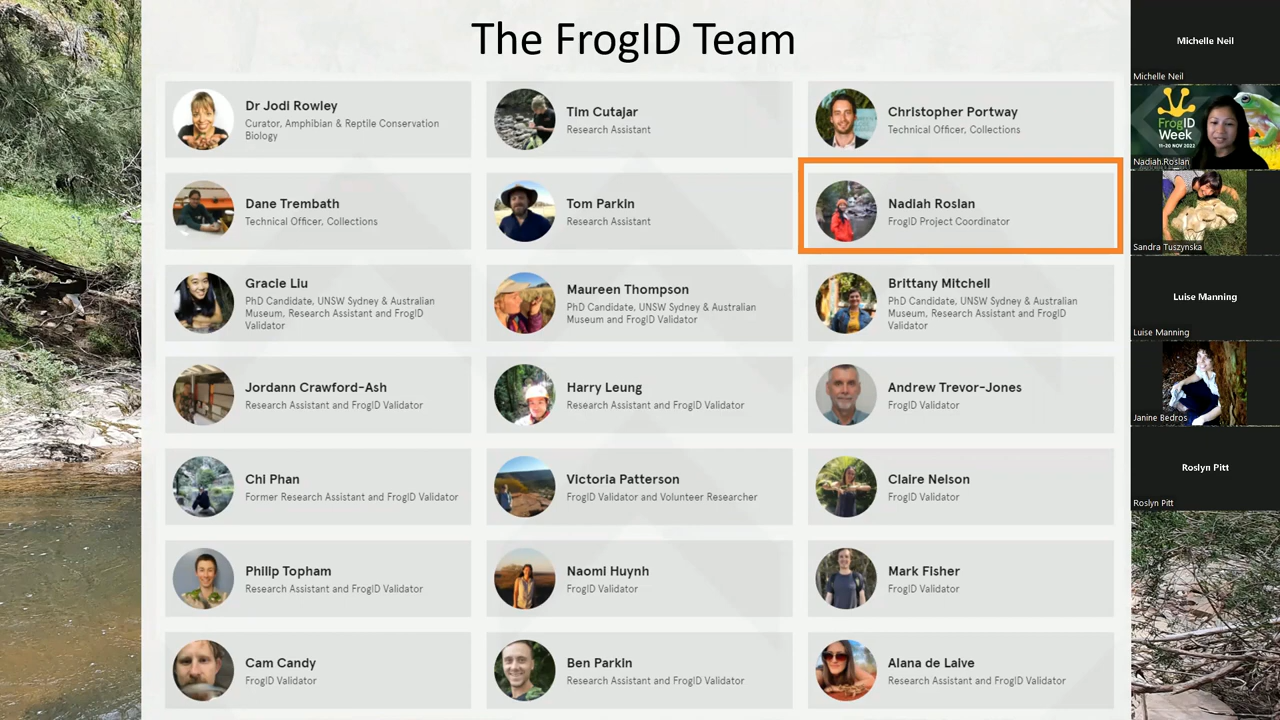 The FrogID Team
Dr Jodi Rowley
Curator, Amphibian & Reptile Conservation
Biology
Tim Cutajar
Research Assistant
Christopher Portway
Technical Officer, Collections
Dane Trembath
Technical Officer, Collections
Tom Parkin
Research Assistant
Nadiah Roslan
FrogID Project Coordinator
Gracie Liu
PhD Candidate, UNSW Sydney & Australian
Museum, Research Assistant and FrogID
Validator
Maureen Thompson
PhD Candidate, UNSW Sydney & Australian
Museum and FrogID Validator
Brittany Mitchell
PhD Candidate, UNSW Sydney & Australian
Museum, Research Assistant and FrogID
Validator
Jordann Crawford-Ash
Research Assistant and FrogID Validator
Harry Leung
Research Assistant and FrogID Validator
Andrew Trevor-Jones
FrogID Validator
Chi Phan
Former Research Assistant and FrogID Validator
Victoria Patterson
FrogID Validator and Volunteer Researcher
Claire Nelson
FrogID Validator
Philip Topham
Research Assistant and FrogID Validator
Naomi Huynh
FrogID Validator
Mark Fisher
FrogID Validator
Cam Candy
FrogID Validator
Ben Parkin
Research Assistant and FrogID Validator
Alana de Laive
Research Assistant and FrogID Validator
Michelle Neil
Michelle Neil
FrogID
Week
Nadiah Roslan
Sandra Tuszynska
Luise Manning
Luise Manning
Janine Bedros
Roslyn Pitt
Roslyn Pitt